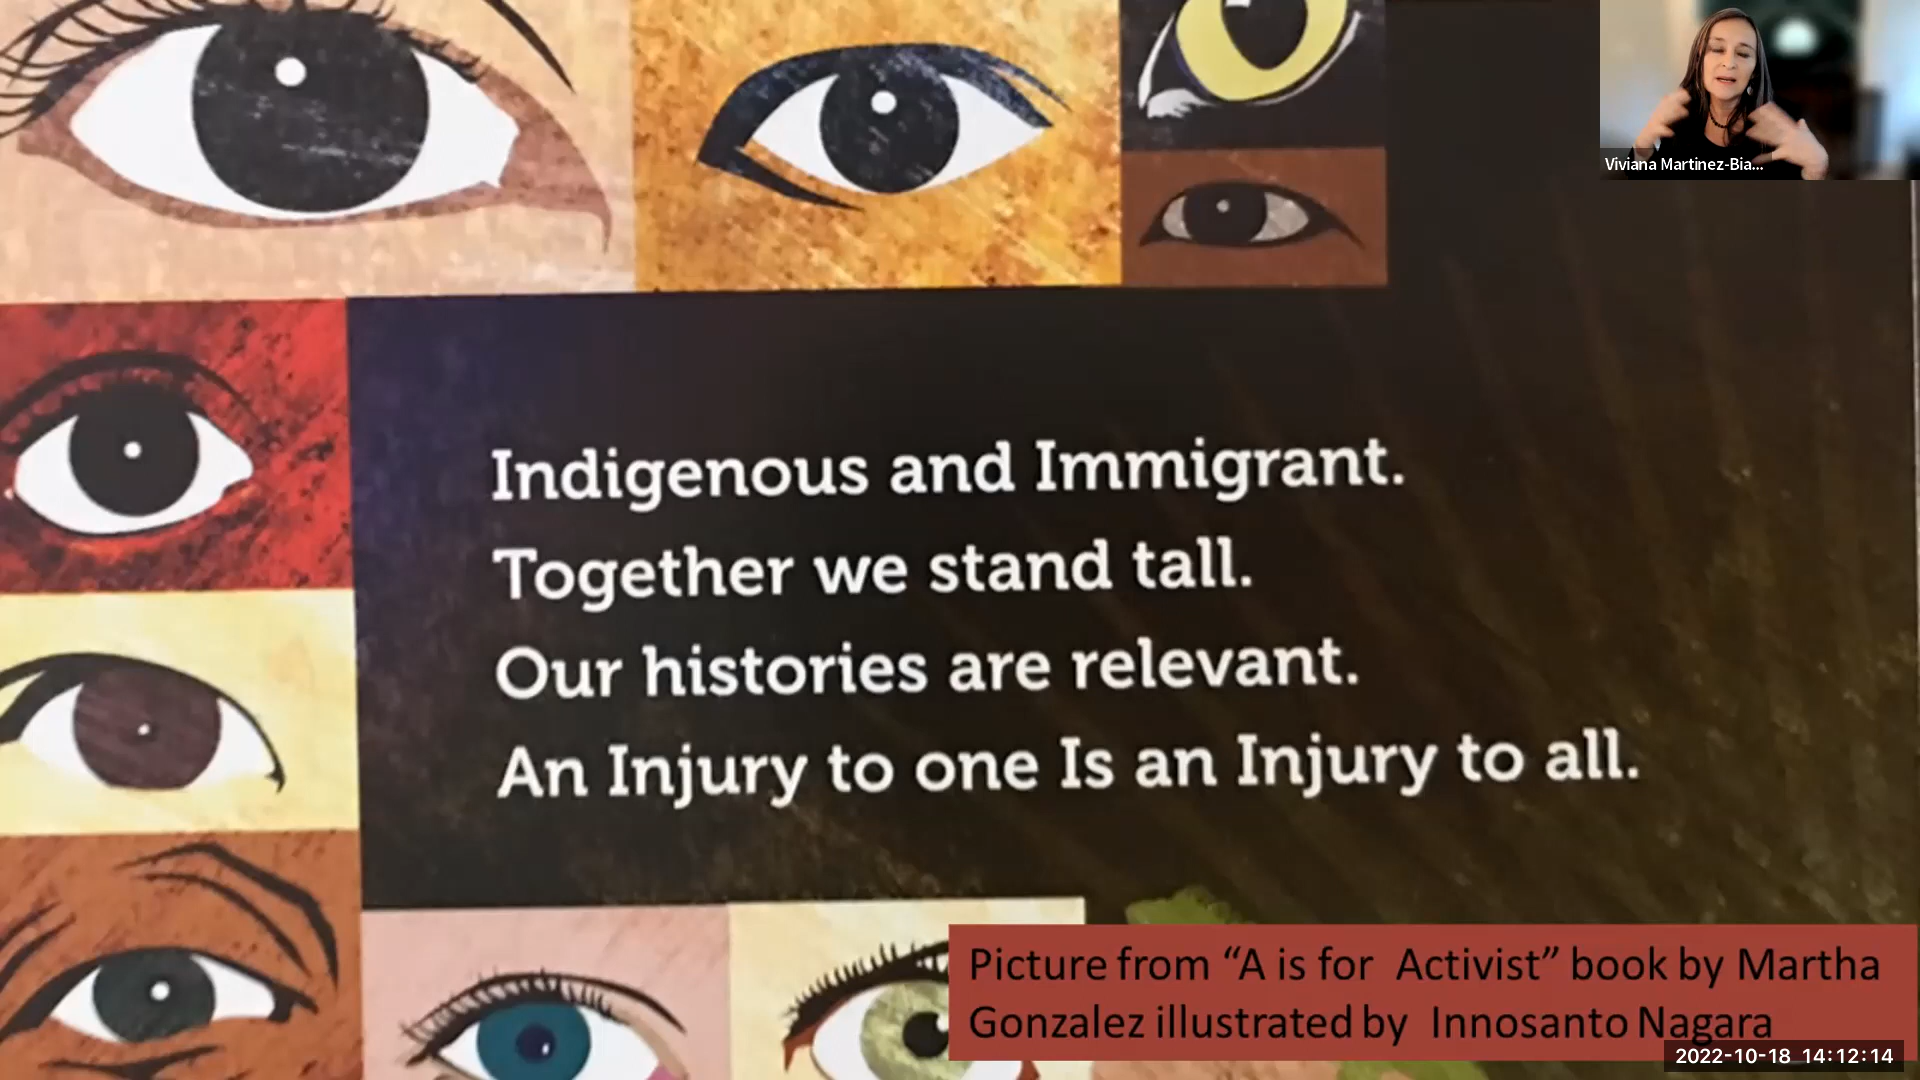 Viviana Martinez-Bia...
Indigenous and Immigrant.
Together we stand tall.
Our histories are relevant.
An Injury to one Is an Injury to all.
Picture from “A is for Activist” book by Martha
Gonzalez illustrated by Innosanto Nagara
2022-10-18 14:12:14